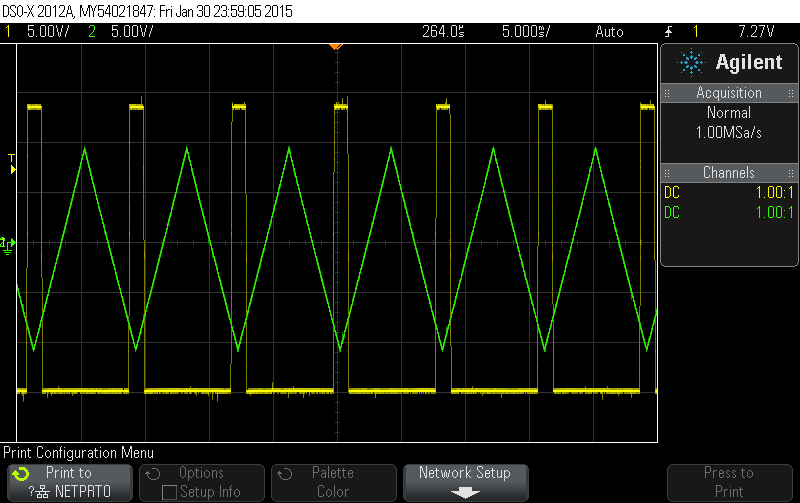 DSO-X 2012A, MY54021847: Fri Jan 30 23:59:05 2015
1 5.00V/ 2 5.00V/ 264.0us 5.000ms/ Auto 1 7.27V
Agilent
Acquisition
Normal
1.00MSa/s
Channels
DC 1.00:1
DC 1.00:1
T
Print Configuration Menu
Print to
? NETPRT0
Options
Setup Info
Palette
Color
Network Setup
Press to
Print